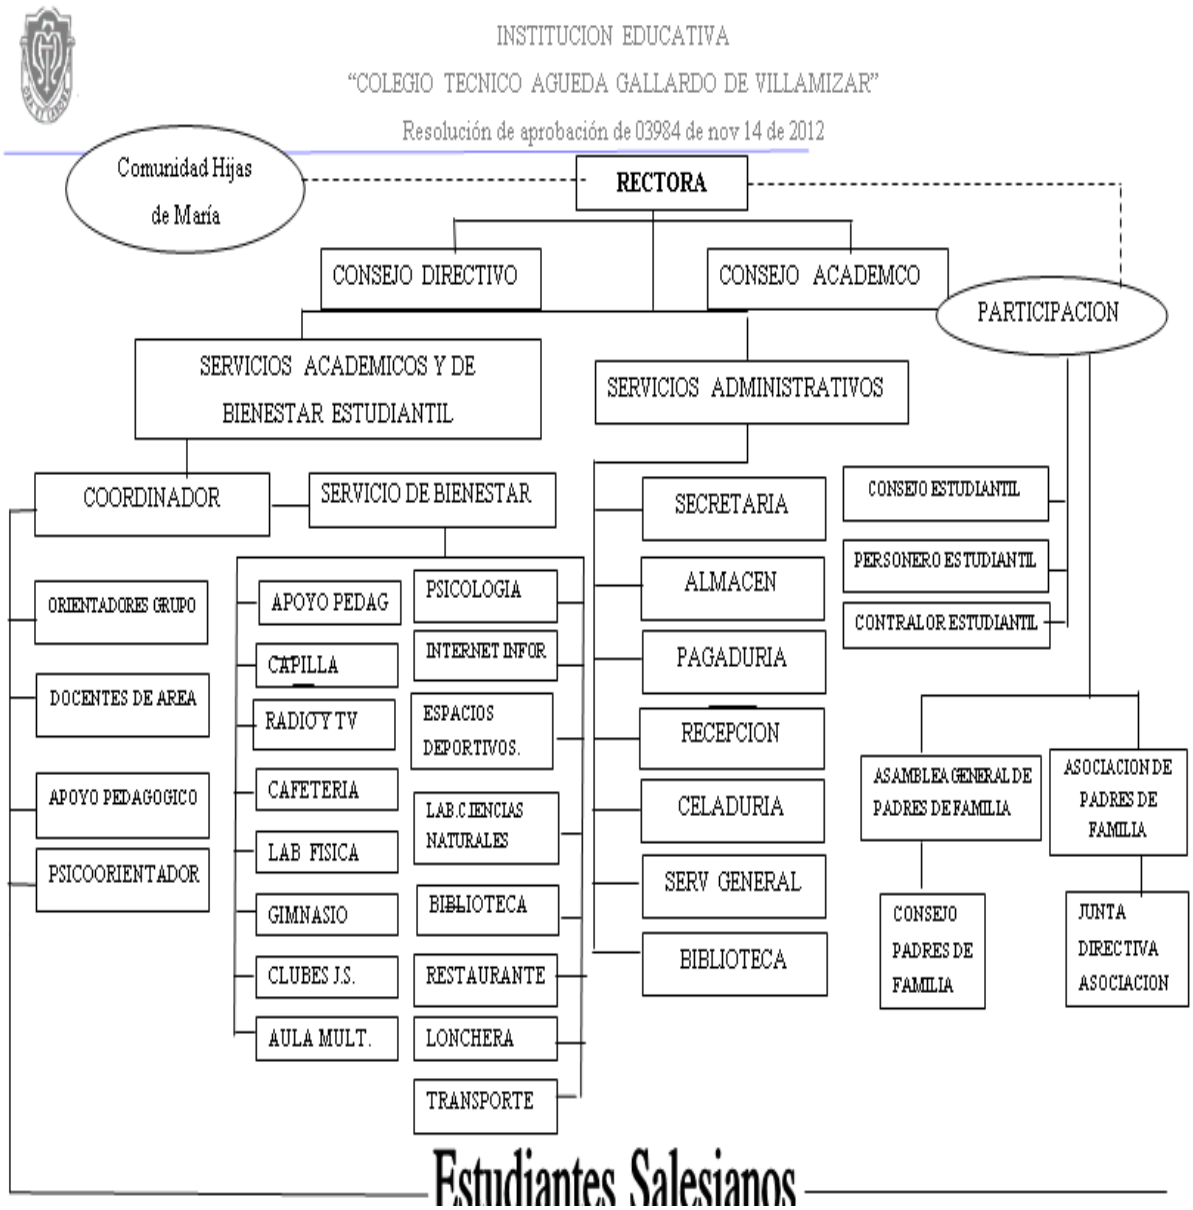 INSTITUCION EDUCATIVA
“COLEGIO TECNICO AGUEDA GALLARDO DE VILLAMIZAR”
Resolución de aprobación de 03984 de nov 14 de 2012
Comunidad Hijas
de María
RECTORA
CONSEJO DIRECTIVO
CONSEJO ACADEMCO
PARTICIPACION
SERVICIOS ACADEMICOS Y DE
BIENESTAR ESTUDIANTIL
SERVICIOS ADMINISTRATIVOS
COORDINADOR
SERVICIO DE BIENESTAR
ORIENTADORES GRUPO
DOCENTES DE AREA
APOYO PEDAGOGICO
PSICOORIENTADOR
APOYO PEDAG
CAPILLA
RADIO Y TV
CAFETERIA
LAB FISICA
GIMNASIO
CLUBES J.S.
AULA MULT.
PSICOLOGIA
INTERNET INFOR
ESPACIOS
DEPORTIVOS.
LAB.CIENCIAS
NATURALES
BIBLIOTECA
RESTAURANTE
LONCHERA
TRANSPORTE
SECRETARIA
ALMACEN
PAGADURIA
RECEPCION
CELADURIA
SERV GENERAL
BIBLIOTECA
CONSEJO ESTUDIANTIL
PERSONERO ESTUDIANTIL
CONTRALOR ESTUDIANTIL
ASAMBLEA GENERAL DE
PADRES DE FAMILIA
ASOCIACION DE
PADRES DE
FAMILIA
CONSEJO
PADRES DE
FAMILIA
JUNTA
DIRECTIVA
ASOCIACION
Estudiantes Salesianos